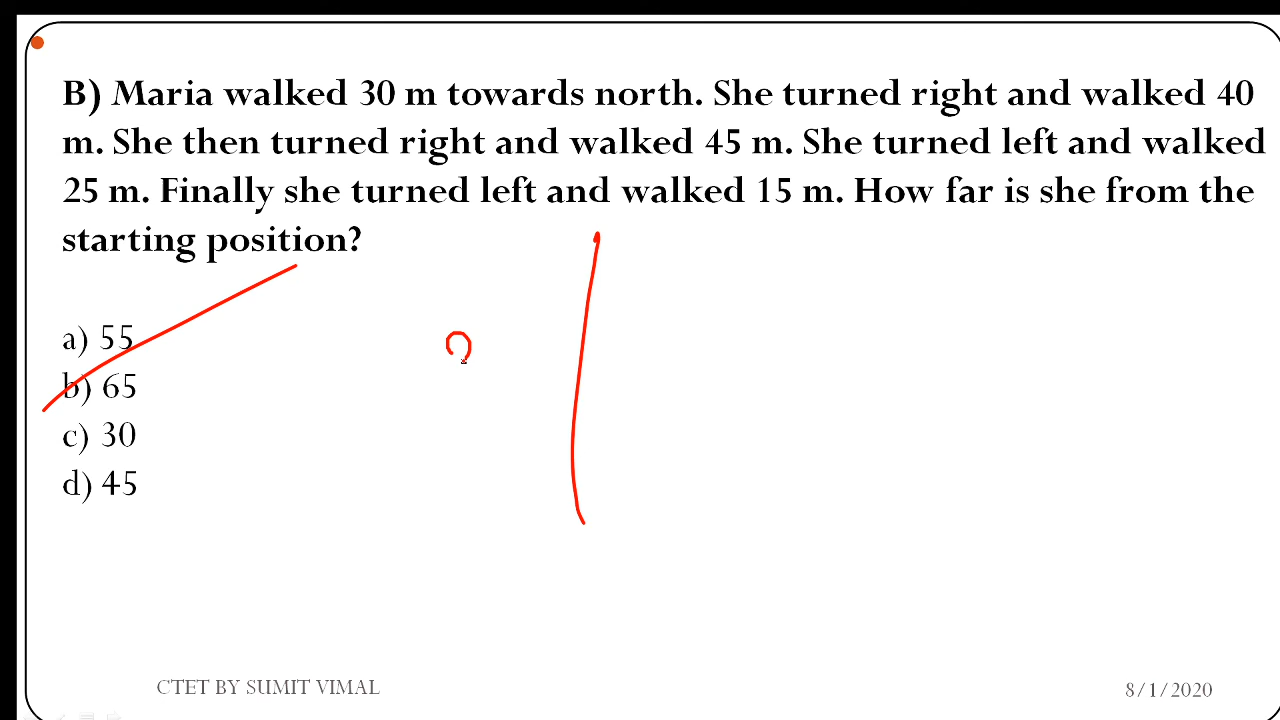 B) Maria walked 30 m towards north. She turned right and walked 40
m. She then turned right and walked 45 m. She turned left and walked
25 m. Finally she turned left and walked 15 m. How far is she from the
starting position?
a) 55
b) 65
c) 30
d) 45
CTET BY SUMIT VIMAL
8/1/2020